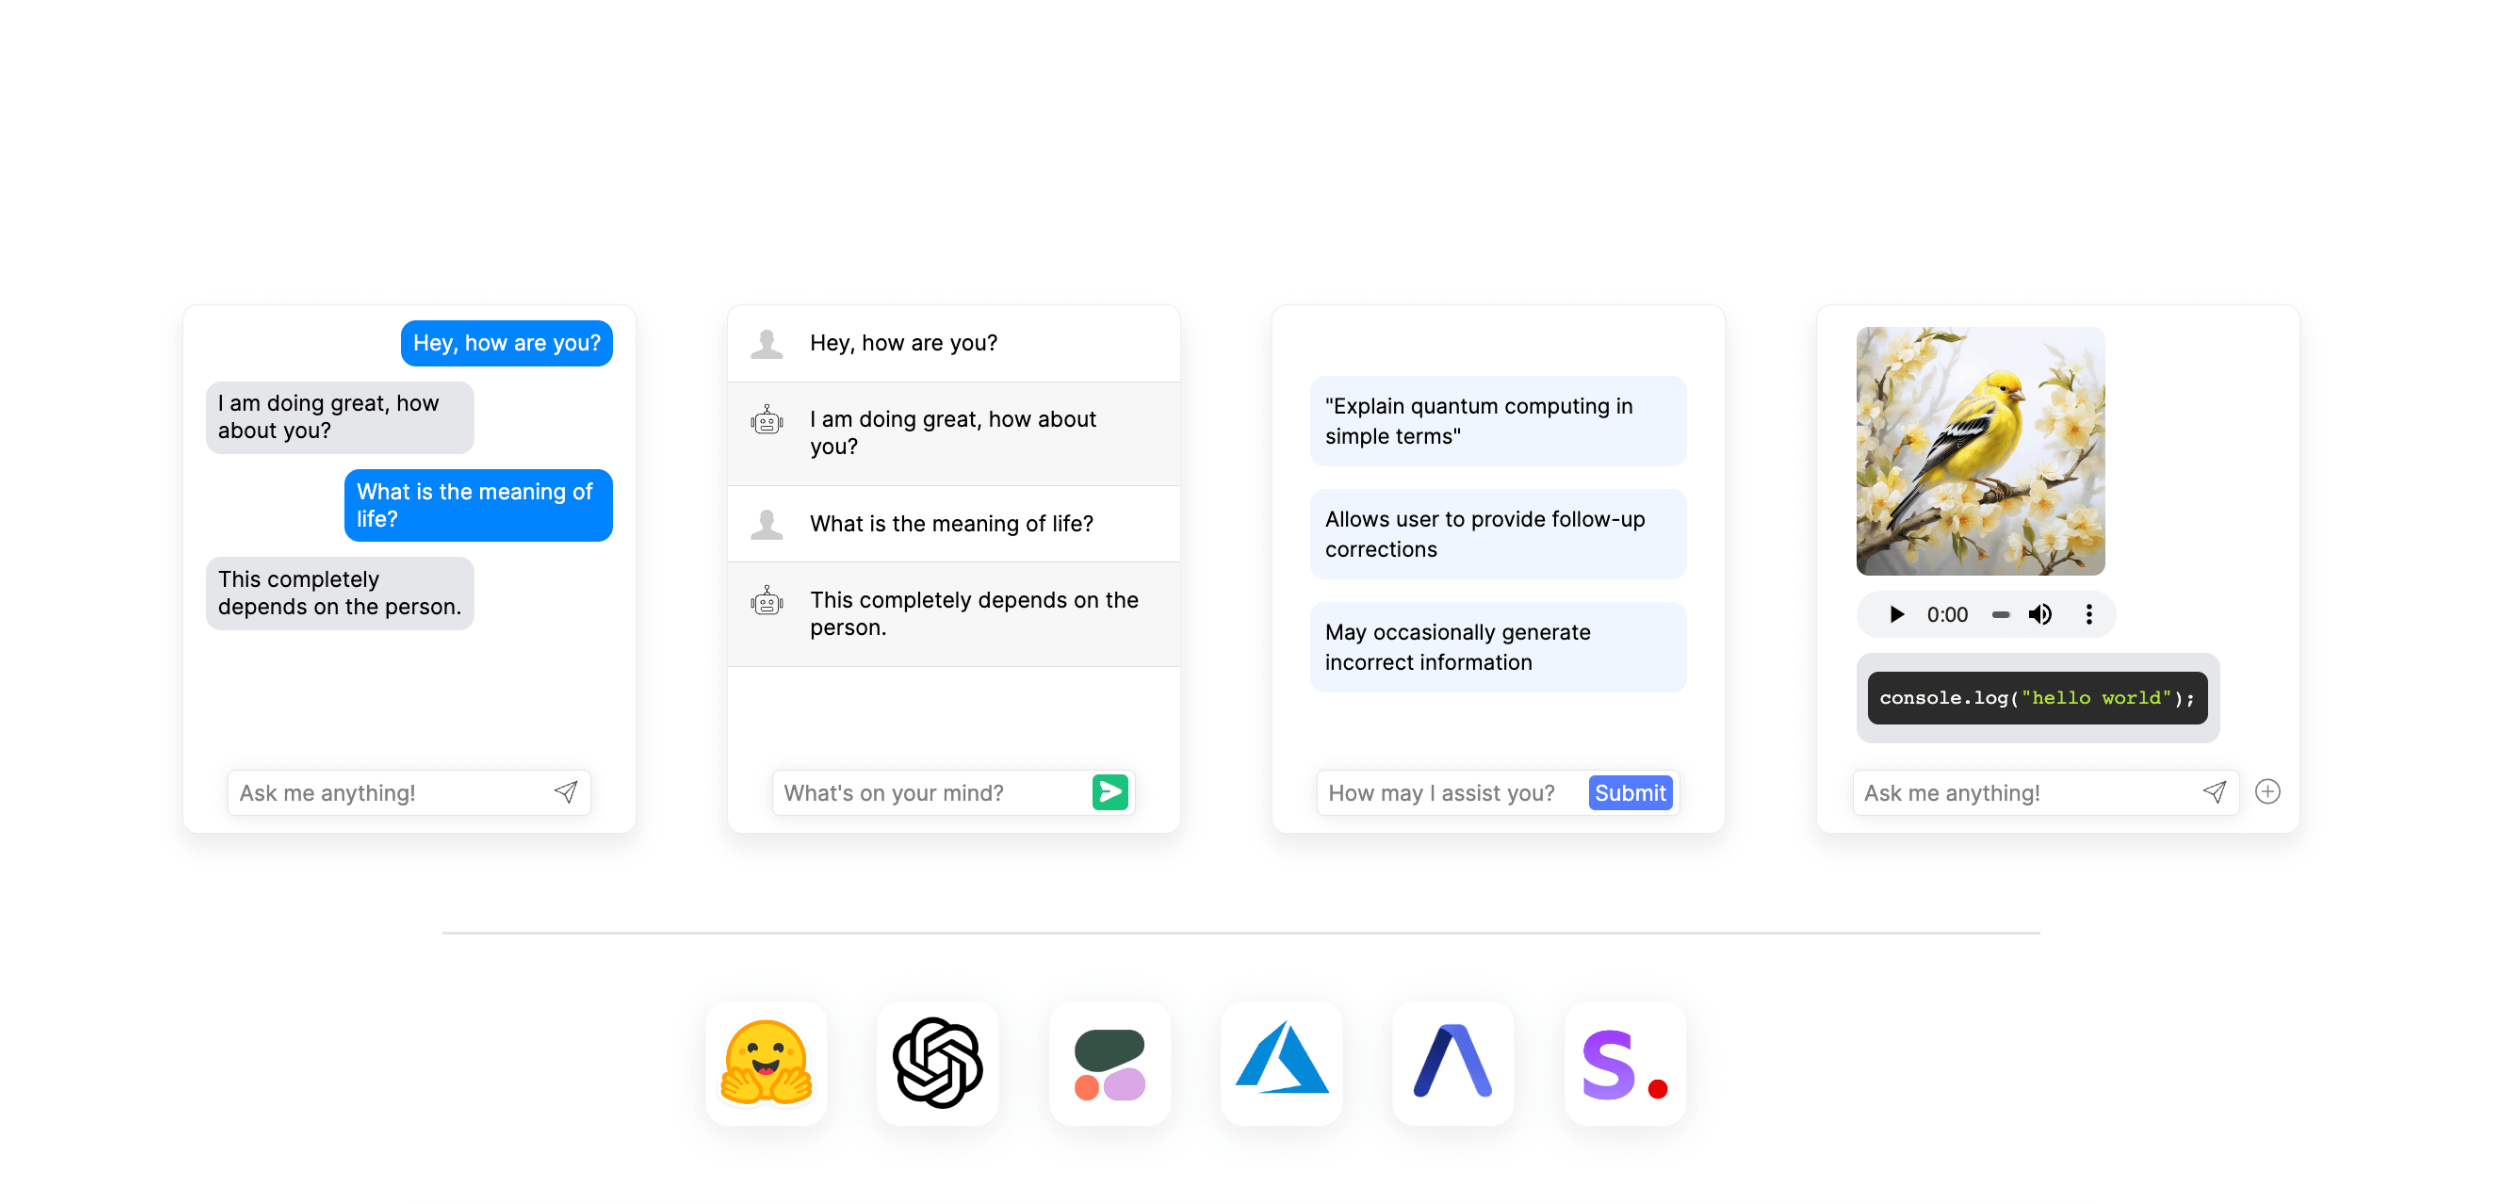 Hey, how are you?
I am doing great, how
about you?
What is the meaning of
life?
This completely
depends on the person.
Ask me anything!
Hey, how are you?
I am doing great, how about
you?
What is the meaning of life?
This completely depends on the
person.
What's on your mind?
"Explain quantum computing in
simple terms"
Allows user to provide follow-up
corrections
May occasionally generate
incorrect information
How may I assist you?
Submit
0:00
console.log("hello world");
Ask me anything!
S.